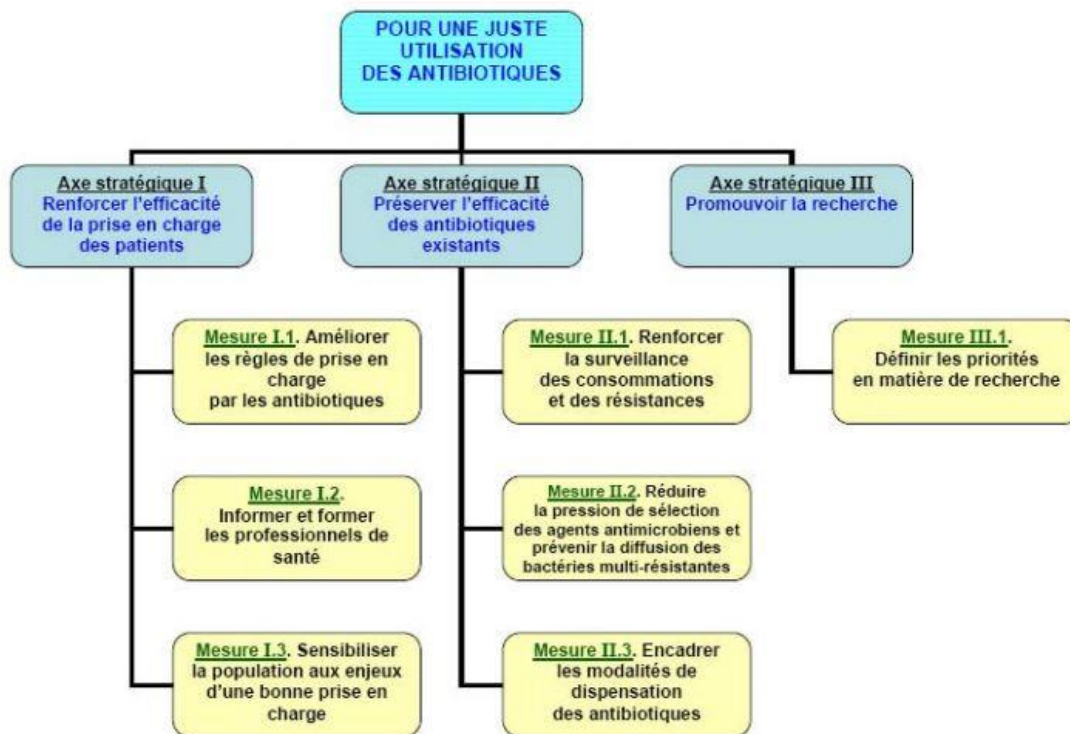 POUR UNE JUSTE
UTILISATION
DES ANTIBIOTIQUES
Axe stratégique I
Renforcer l'efficacité
de la prise en charge
des patients
Axe stratégique II
Préserver l'efficacité
des antibiotiques
existants
Axe stratégique III
Promouvoir la recherche
Mesure I.1. Améliorer
les règles de prise en
charge
par les antibiotiques
Mesure I.2.
Informer et former
les professionnels de
santé
Mesure I.3. Sensibiliser
la population aux enjeux
d'une bonne prise en
charge
Mesure II.1. Renforcer
la surveillance
des consommations
et des résistances
Mesure II.2. Réduire
la pression de sélection
des agents antimicrobiens et
prévenir la diffusion des
bactéries multi-résistantes
Mesure II.3. Encadrer
les modalités de
dispensation
des antibiotiques
Mesure III.1.
Définir les priorités
en matière de recherche